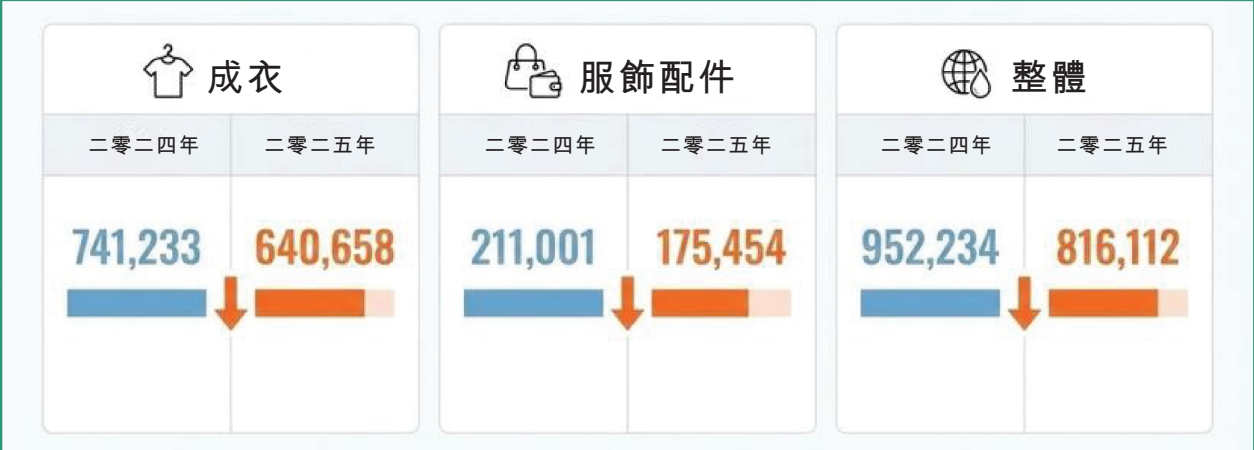 成衣
二零二四年 二零二五年
741,233 640,658
服飾配件
二零二四年 二零二五年
211,001 175,454
整體
二零二四年 二零二五年
952,234 816,112